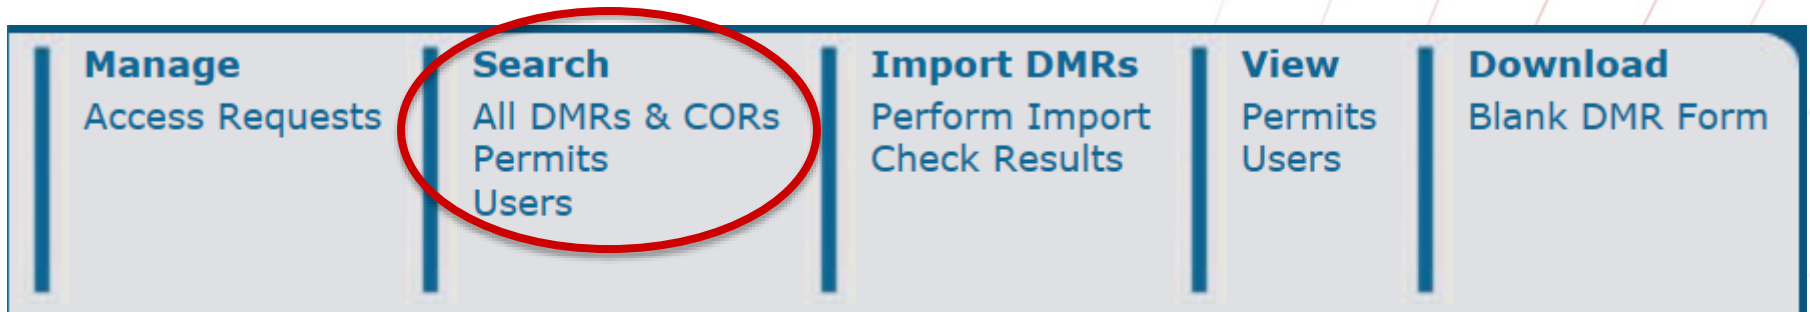 Manage
Access Requests
Search
All DMRs & CORs
Permits
Users
Import DMRs
Perform Import
Check Results
View
Permits
Users
Download
Blank DMR Form